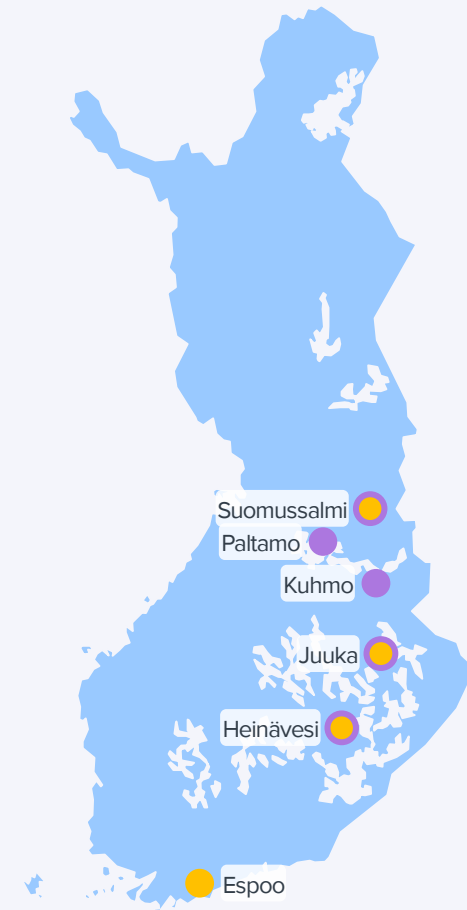 Suomussalmi
Paltamo
Kuhmo
Juuka
Heinävesi
Espoo